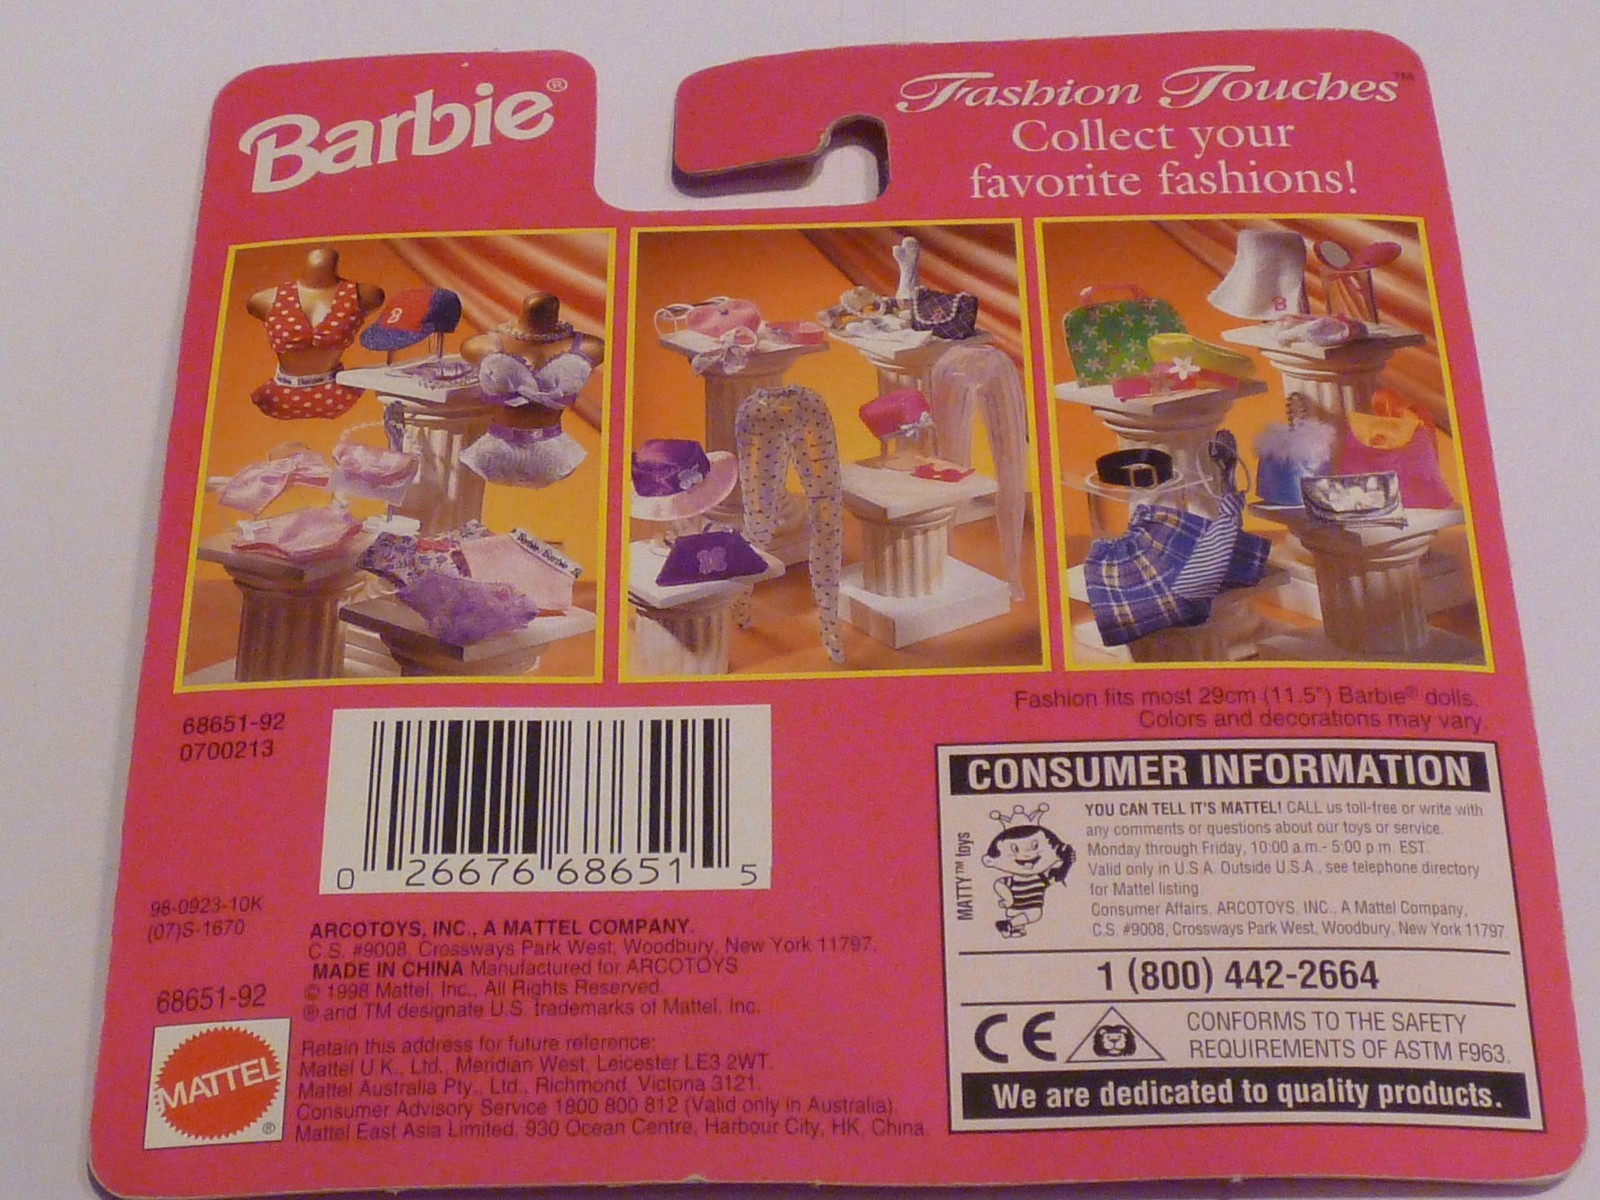 Barbie®
Fashion Touches™
Collect your
favorite fashions!
B
B
Barbie Barbie B
Fashion fits most 29cm (11.5") Barbie® dolls.
Colors and decorations may vary.
68651-92
0700213
0 26676 68651 5
98-0923-10K
(07)S-1670
ARCOTOYS, INC., A MATTEL COMPANY.
C.S. #9008, Crossways Park West, Woodbury, New York 11797.
MADE IN CHINA Manufactured for ARCOTOYS
© 1998 Mattel, Inc., All Rights Reserved.
® and TM designate U.S. trademarks of Mattel, Inc.
68651-92
MATTEL
®
Retain this address for future reference:
Mattel U.K., Ltd., Meridian West, Leicester LE3 2WT.
Mattel Australia Pty., Ltd., Richmond, Victoria 3121.
Consumer Advisory Service 1800 800 812 (Valid only in Australia).
Mattel East Asia Limited, 930 Ocean Centre, Harbour City, HK, China.
CONSUMER INFORMATION
MATTY™ toys
YOU CAN TELL IT'S MATTEL! CALL us toll-free or write with
any comments or questions about our toys or service.
Monday through Friday, 10:00 a.m.- 5:00 p.m. EST.
Valid only in U.S.A. Outside U.S.A., see telephone directory
for Mattel listing.
Consumer Affairs, ARCOTOYS, INC., A Mattel Company,
C.S. #9008, Crossways Park West, Woodbury, New York 11797.
1 (800) 442-2664
CE
CONFORMS TO THE SAFETY
REQUIREMENTS OF ASTM F963.
We are dedicated to quality products.